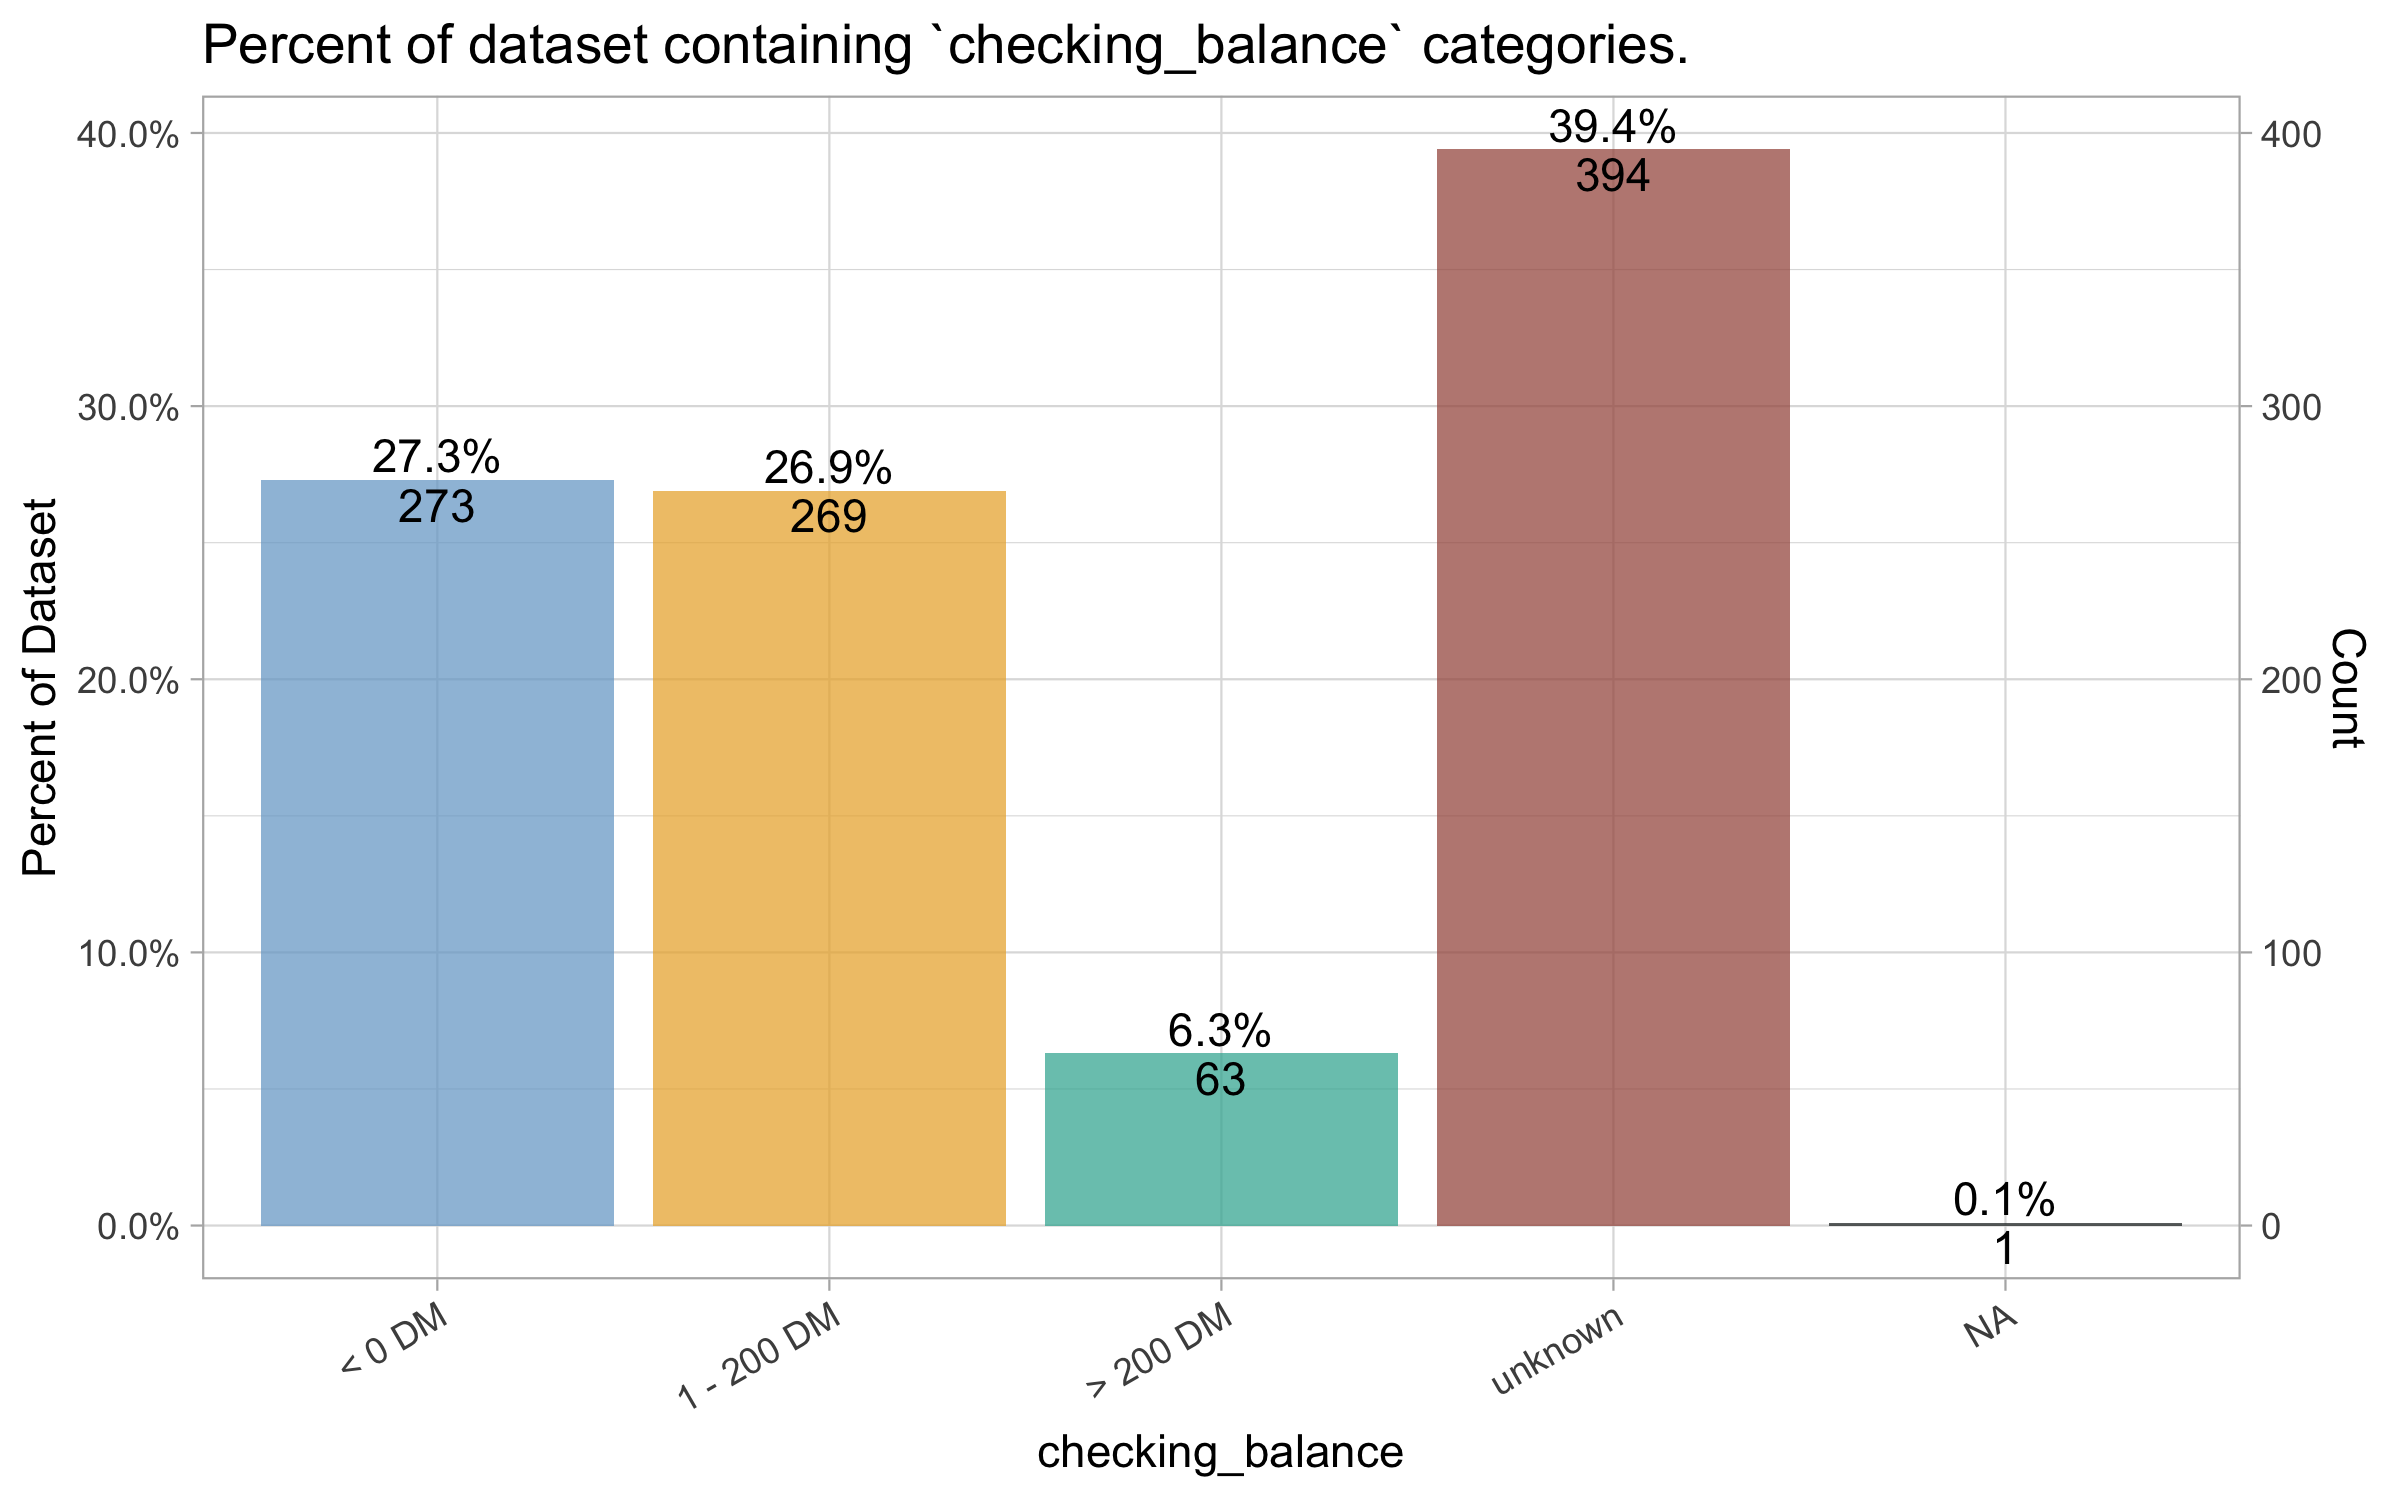 Percent of dataset containing `checking_balance` categories.
Percent of Dataset
40.0%
30.0%
20.0%
10.0%
0.0%
27.3%
273
26.9%
269
6.3%
63
39.4%
394
0.1%
1
400
300
200
100
0
Count
< 0 DM
1 - 200 DM
> 200 DM
unknown
NA
checking_balance